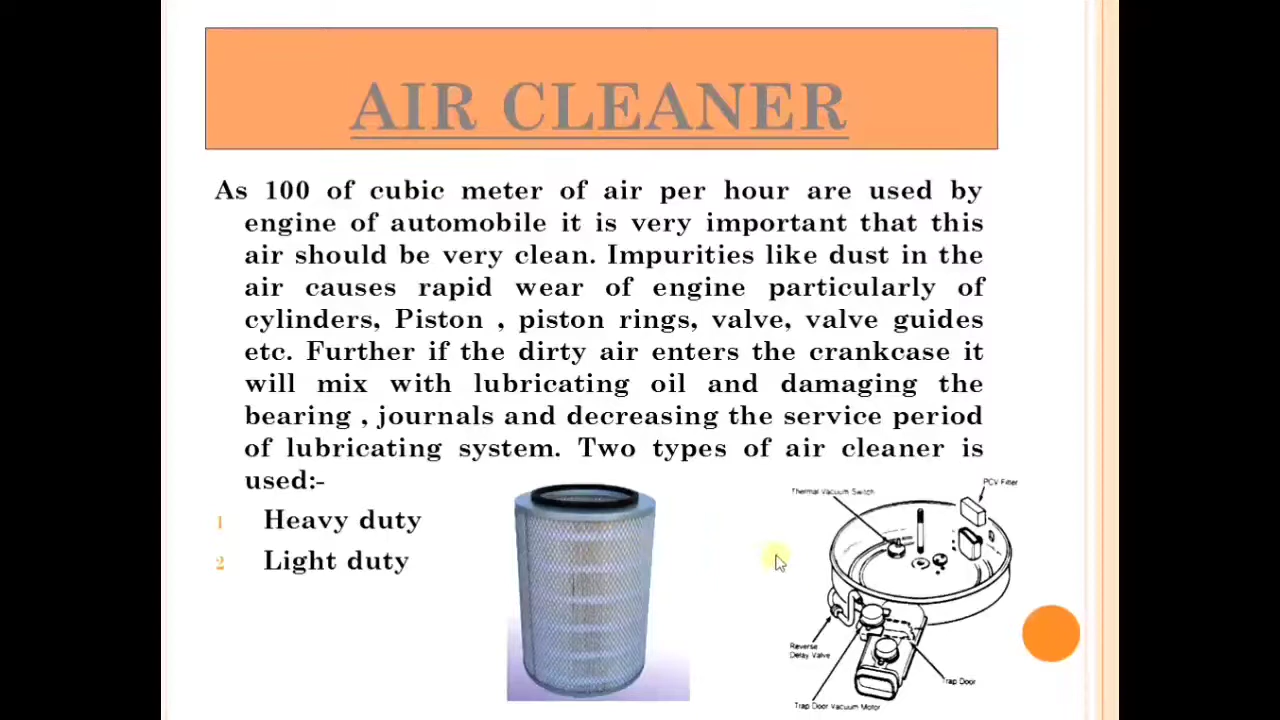 AIR CLEANER
As 100 of cubic meter of air per hour are used by
engine of automobile it is very important that this
air should be very clean. Impurities like dust in the
air causes rapid wear of engine particularly of
cylinders, Piston , piston rings, valve, valve guides
etc. Further if the dirty air enters the crankcase it
will mix with lubricating oil and damaging the
bearing , journals and decreasing the service period
of lubricating system. Two types of air cleaner is
used:-
1 Heavy duty
2 Light duty
Thermal Vacuum Switch
PCV Filter
Reverse
Delay Valve
Trap Door
Trap Door Vacuum Motor